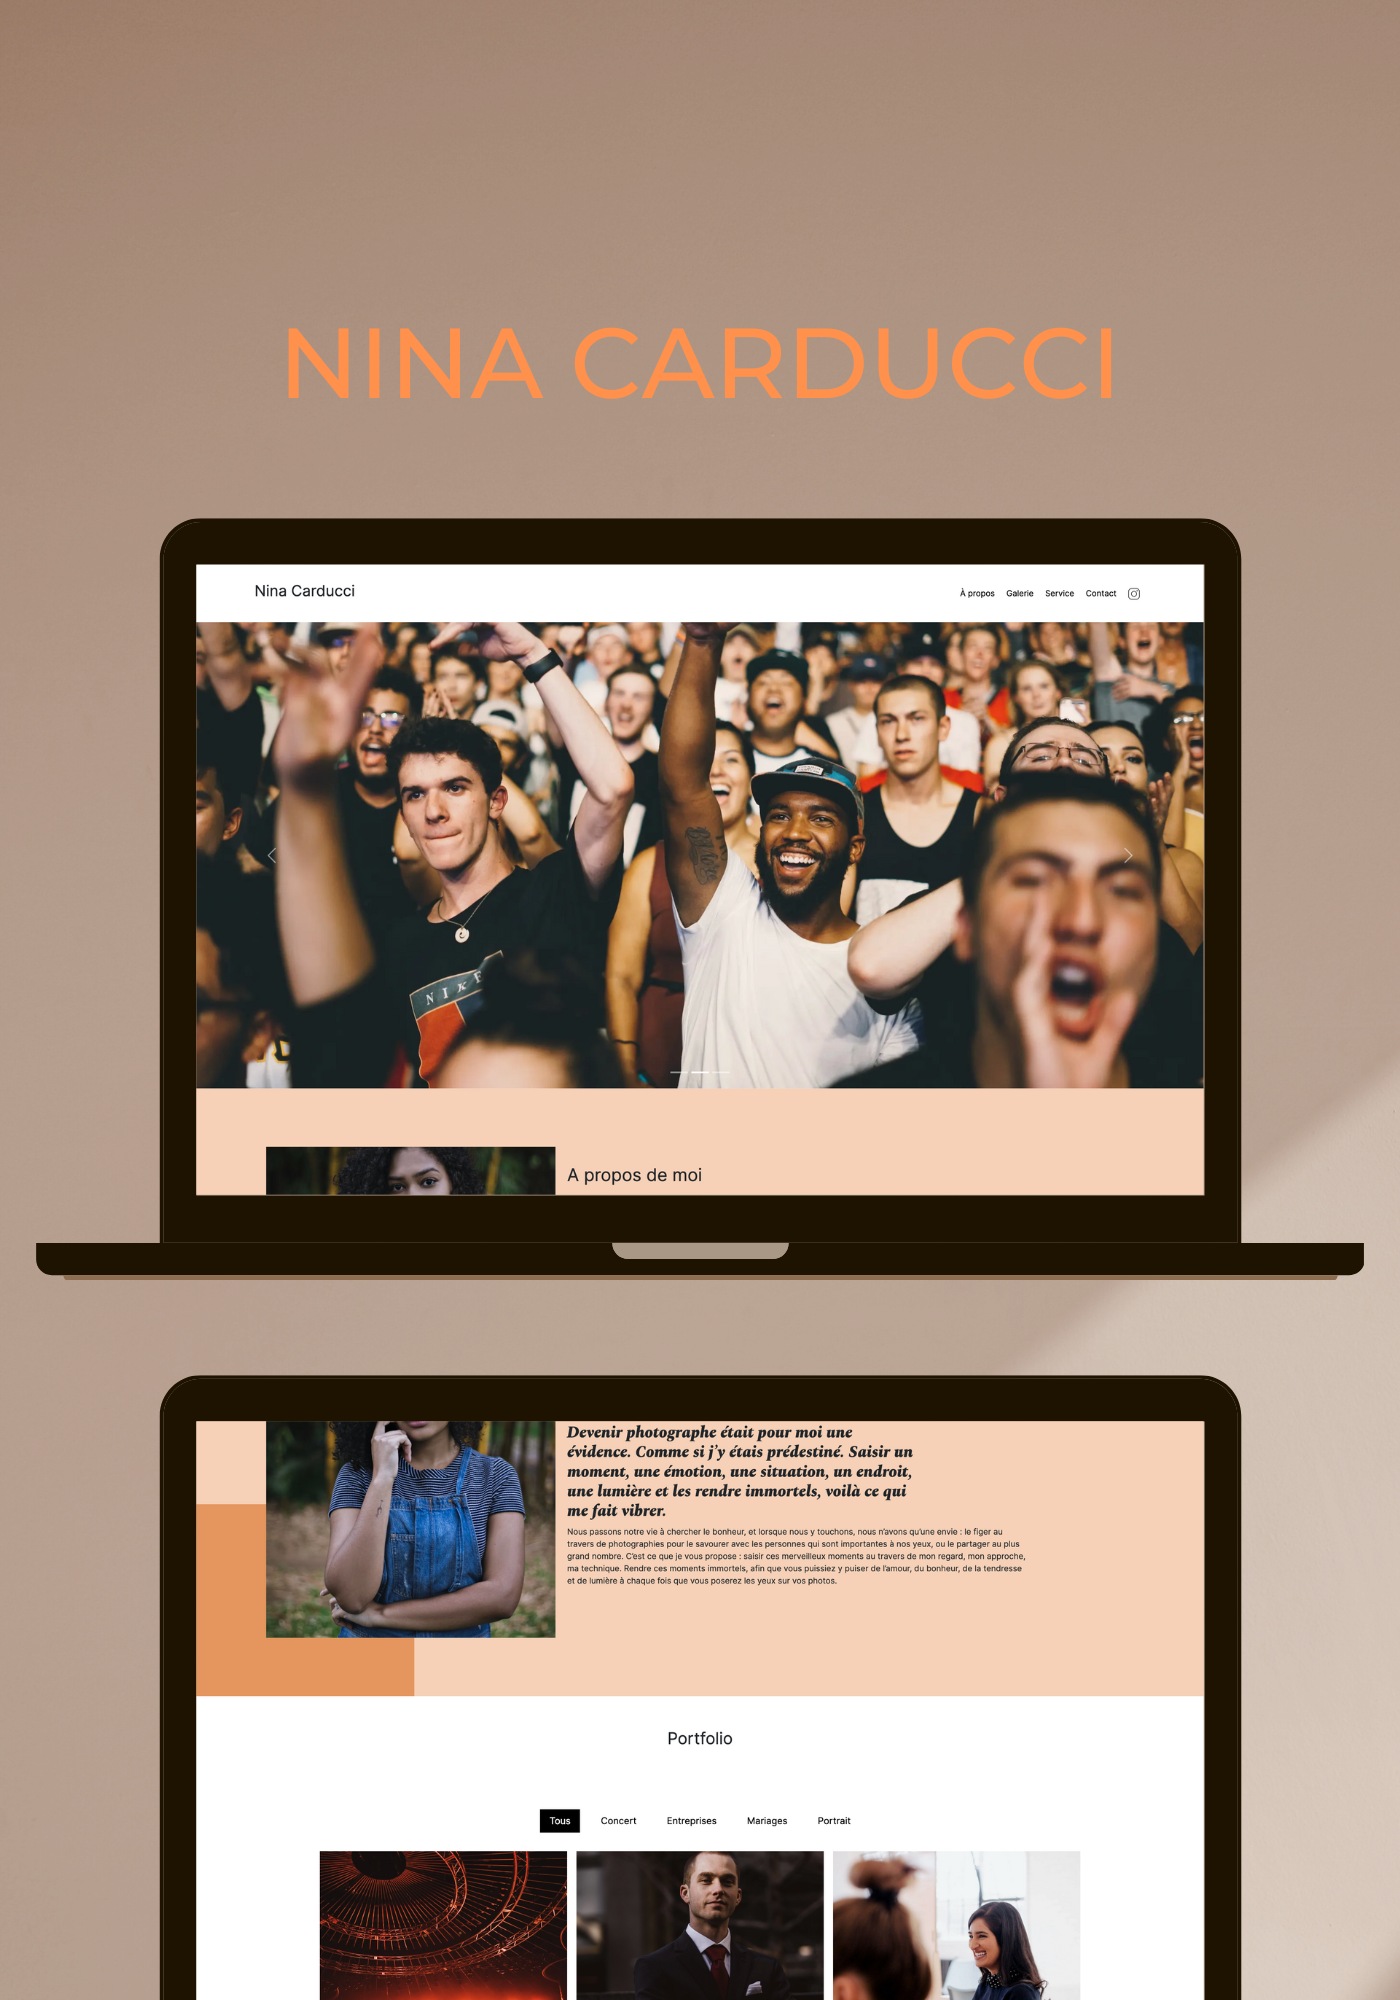 NINA CARDUCCI
Nina Carducci
À propos Galerie Service Contact
NIKE
A propos de moi
Devenir photographe était pour moi une
évidence. Comme si j'y étais prédestiné. Saisir un
moment, une émotion, une situation, un endroit,
une lumière et les rendre immortels, voilà ce qui
me fait vibrer.
Nous passons notre vie à chercher le bonheur, et lorsque nous y touchons, nous n'avons qu'une envie : le figer au
travers de photographies pour le savourer avec les personnes qui sont importantes à nos yeux, ou le partager au plus
grand nombre. C'est ce que je vous propose : saisir ces merveilleux moments au travers de mon regard, mon approche,
ma technique. Rendre ces moments immortels, afin que vous puissiez y puiser de l'amour, du bonheur, de la tendresse
et de lumière à chaque fois que vous poserez les yeux sur vos photos.
Portfolio
Tous Concert Entreprises Mariages Portrait